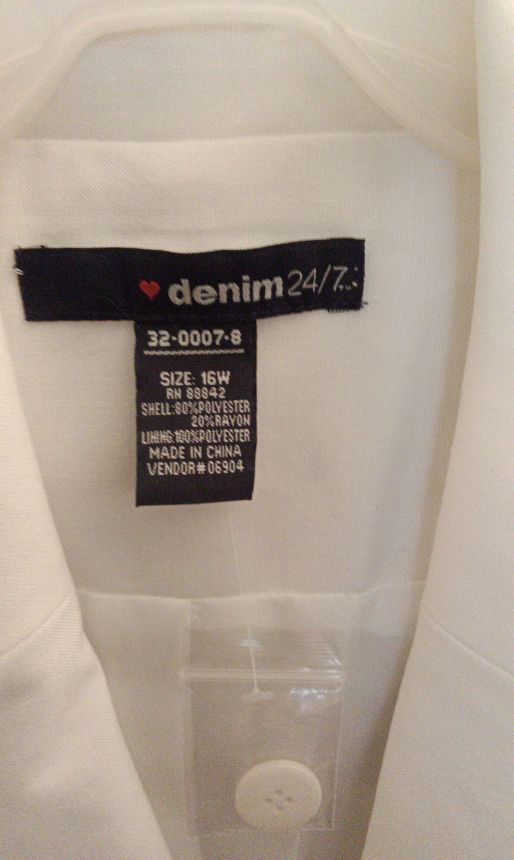 denim24/7
32-0007-8
SIZE: 16W
RN 88842
SHELL:80%POLYESTER
20%RAYON
LINING:100%POLYESTER
MADE IN CHINA
VENDOR#06904